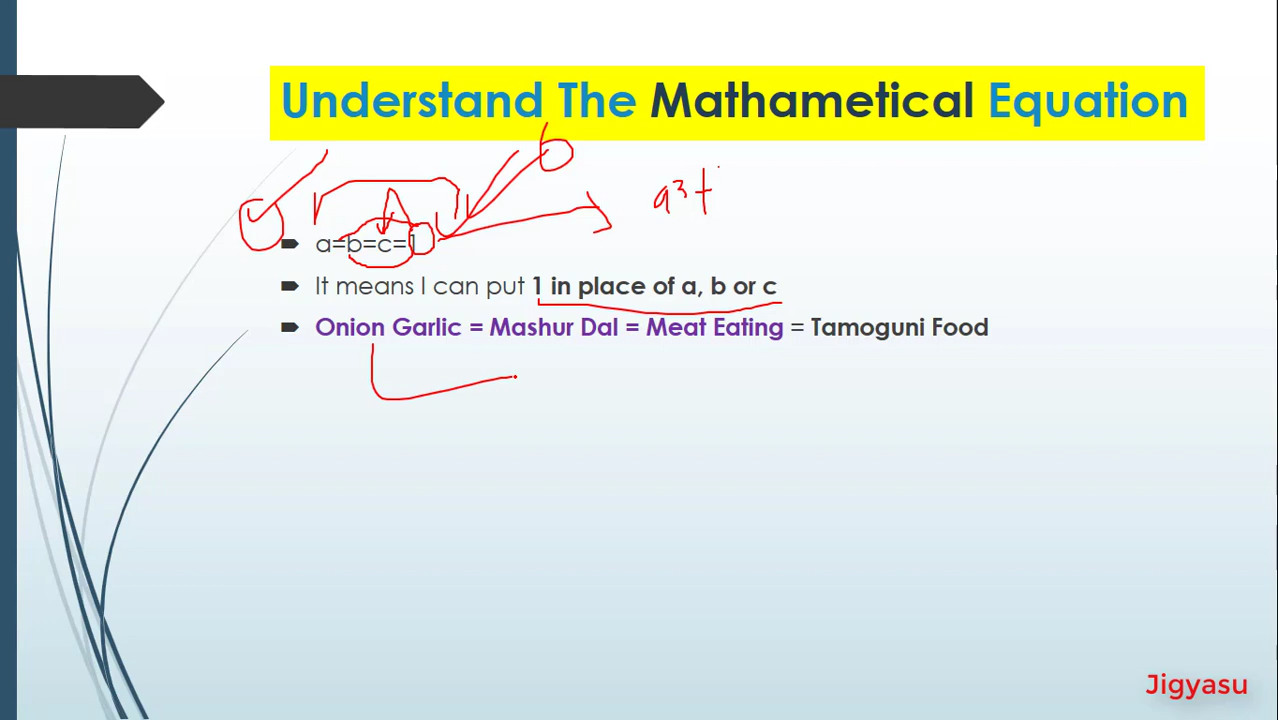 Understand The Mathametical Equation
a³+
a=b=c=1
It means I can put 1 in place of a, b or c
Onion Garlic = Mashur Dal = Meat Eating = Tamoguni Food
Jigyasu